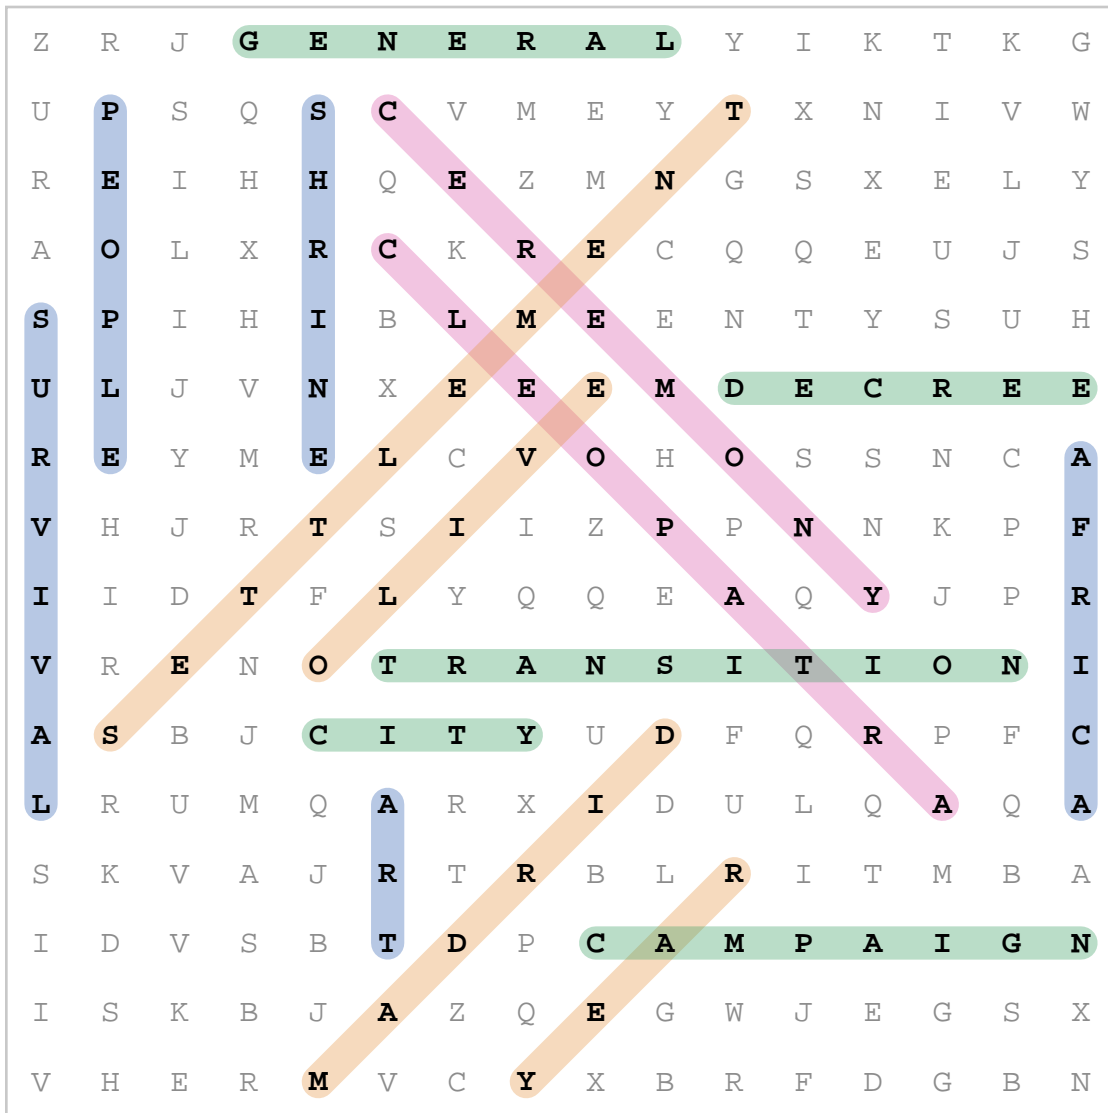 Z R J G E N E R A L Y I K T K G
U P S Q S C V M E Y T X N I V W
R E I H H Q E Z M N G S X E L Y
A O L X R C K R E C Q Q E U J S
S P I H I B L M E E N T Y S U H
U L J V N X E E E M D E C R E E
R E Y M E L C V O H O S S N C A
V H J R T S I I Z P P N N K P F
I I D T F L Y Q Q E A Q Y J P R
V R E N O T R A N S I T I O N I
A S B J C I T Y U D F Q R P F C
L R U M Q A R X I D U L Q A Q A
S K V A J R T R B L R I T M B A
I D V S B T D P C A M P A I G N
I S K B J A Z Q E G W J E G S X
V H E R M V C Y X B R F D G B N